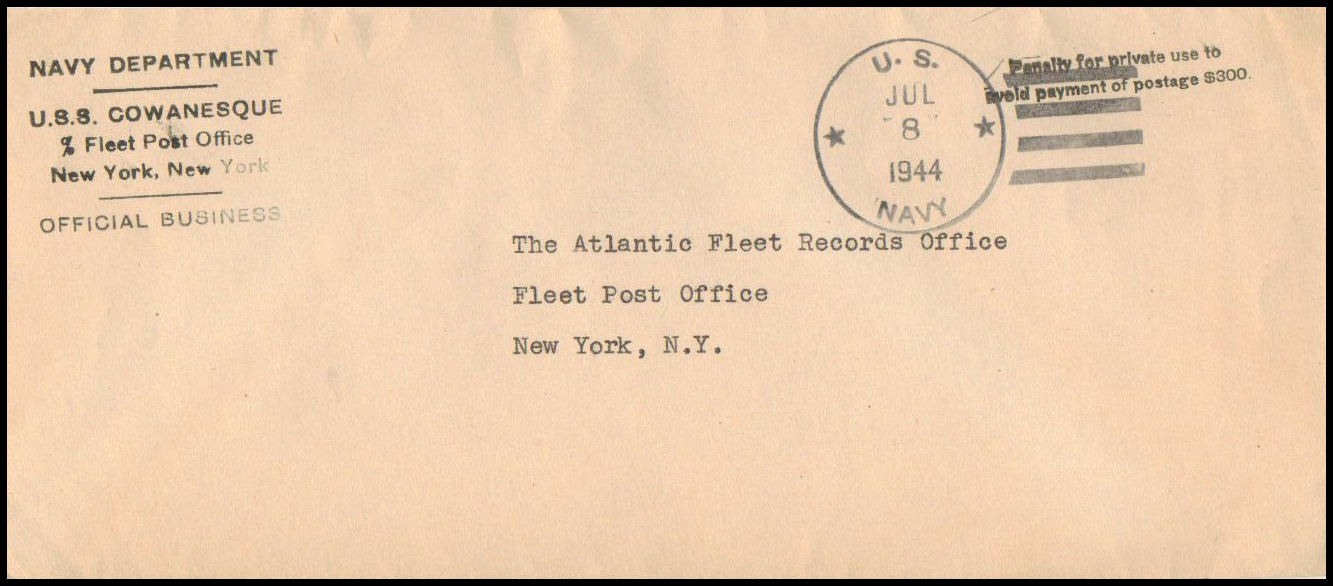 NAVY DEPARTMENT
U.S.S. COWANESQUE
% Fleet Post Office
New York, New York
OFFICIAL BUSINESS
U. S.
JUL
8
1944
NAVY
Penalty for private use to
avoid payment of postage $300.
The Atlantic Fleet Records Office
Fleet Post Office
New York, N.Y.